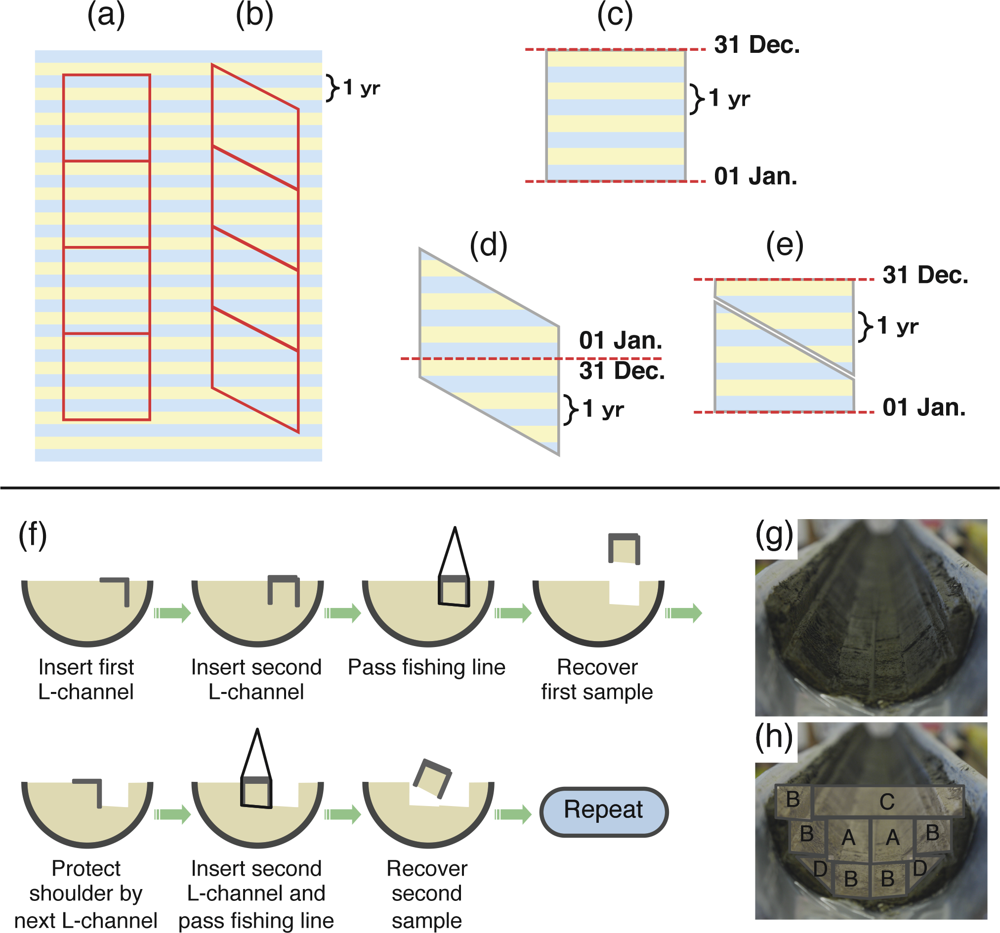 (a)
(b)
(c)
1 yr
31 Dec.
1 yr
01 Jan.
(d)
01 Jan.
31 Dec.
1 yr
(e)
31 Dec.
1 yr
01 Jan.
(f)
Insert first
L-channel
Insert second
L-channel
Pass fishing line
Recover
first sample
Protect
shoulder by
next L-channel
Insert second
L-channel and
pass fishing line
Recover
second
sample
Repeat
(g)
(h)
B C
B A A B
D B B D